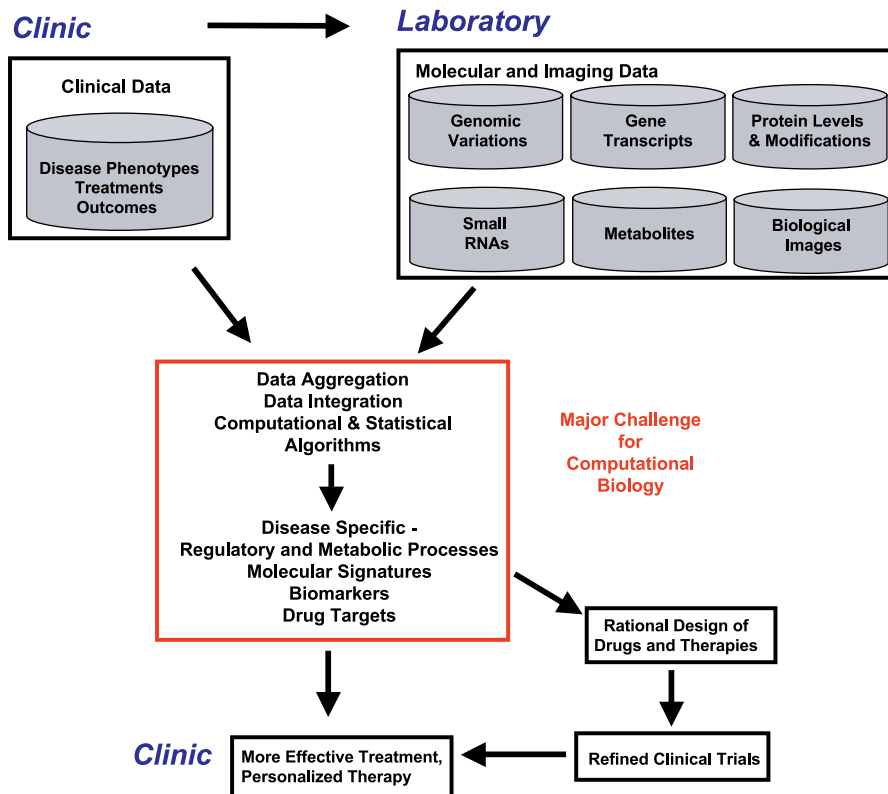 Clinic
Laboratory
Clinical Data
Disease Phenotypes
Treatments
Outcomes
Molecular and Imaging Data
Genomic
Variations
Gene
Transcripts
Protein Levels
& Modifications
Small
RNAs
Metabolites
Biological
Images
Data Aggregation
Data Integration
Computational & Statistical
Algorithms
Major Challenge
for
Computational
Biology
Disease Specific -
Regulatory and Metabolic Processes
Molecular Signatures
Biomarkers
Drug Targets
Rational Design of
Drugs and Therapies
Refined Clinical Trials
Clinic
More Effective Treatment,
Personalized Therapy